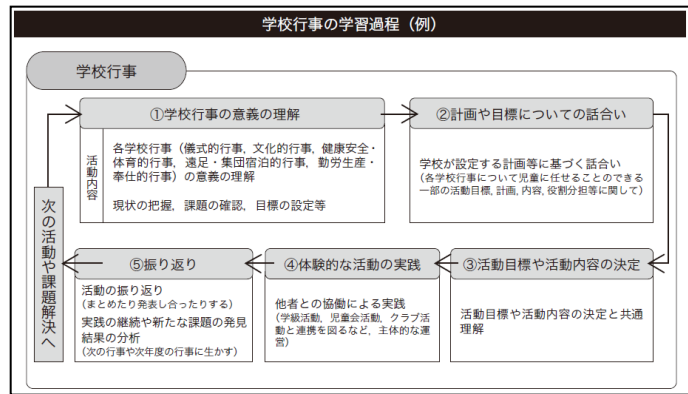 学校行事の学習過程（例）
学校行事
①学校行事の意義の理解
活動内容
各学校行事（儀式的行事，文化的行事，健康安全・
体育的行事，遠足・集団宿泊的行事，勤労生産・
奉仕的行事）の意義の理解
現状の把握，課題の確認，目標の設定等
②計画や目標についての話合い
学校が設定する計画等に基づく話合い
（各学校行事について児童に任せることのできる
一部の活動目標，計画，内容，役割分担等に関して）
③活動目標や活動内容の決定
活動目標や活動内容の決定と共通
理解
④体験的な活動の実践
他者との協働による実践
（学級活動，児童会活動，クラブ活
動と連携を図るなど，主体的な運
営）
⑤振り返り
活動の振り返り
（まとめたり発表し合ったりする）
実践の継続や新たな課題の発見
結果の分析
（次の行事や次年度の行事に生かす）
次の活動や課題解決へ